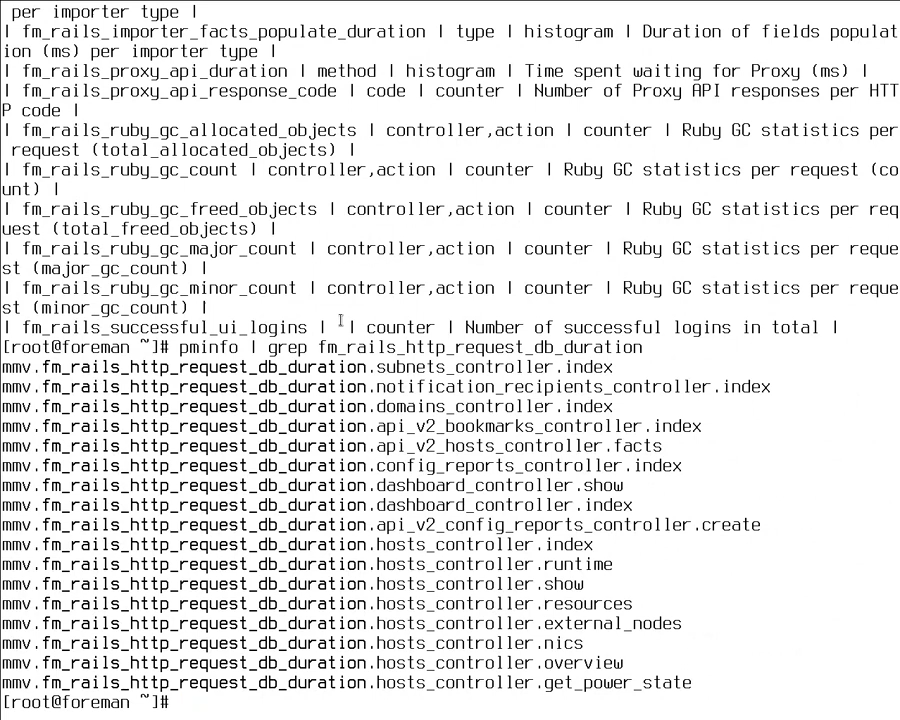 per importer type |
| fm_rails_importer_facts_populate_duration | type | histogram | Duration of fields populat
ion (ms) per importer type |
| fm_rails_proxy_api_duration | method | histogram | Time spent waiting for Proxy (ms) |
| fm_rails_proxy_api_response_code | code | counter | Number of Proxy API responses per HTT
P code |
| fm_rails_ruby_gc_allocated_objects | controller,action | counter | Ruby GC statistics per
 request (total_allocated_objects) |
| fm_rails_ruby_gc_count | controller,action | counter | Ruby GC statistics per request (co
unt) |
| fm_rails_ruby_gc_freed_objects | controller,action | counter | Ruby GC statistics per req
uest (total_freed_objects) |
| fm_rails_ruby_gc_major_count | controller,action | counter | Ruby GC statistics per reque
st (major_gc_count) |
| fm_rails_ruby_gc_minor_count | controller,action | counter | Ruby GC statistics per reque
st (minor_gc_count) |
| fm_rails_successful_ui_logins | | counter | Number of successful logins in total |
[root@foreman ~]# pminfo | grep fm_rails_http_request_db_duration
mmv.fm_rails_http_request_db_duration.subnets_controller.index
mmv.fm_rails_http_request_db_duration.notification_recipients_controller.index
mmv.fm_rails_http_request_db_duration.domains_controller.index
mmv.fm_rails_http_request_db_duration.api_v2_bookmarks_controller.index
mmv.fm_rails_http_request_db_duration.api_v2_hosts_controller.facts
mmv.fm_rails_http_request_db_duration.config_reports_controller.index
mmv.fm_rails_http_request_db_duration.dashboard_controller.show
mmv.fm_rails_http_request_db_duration.dashboard_controller.index
mmv.fm_rails_http_request_db_duration.api_v2_config_reports_controller.create
mmv.fm_rails_http_request_db_duration.hosts_controller.index
mmv.fm_rails_http_request_db_duration.hosts_controller.runtime
mmv.fm_rails_http_request_db_duration.hosts_controller.show
mmv.fm_rails_http_request_db_duration.hosts_controller.resources
mmv.fm_rails_http_request_db_duration.hosts_controller.external_nodes
mmv.fm_rails_http_request_db_duration.hosts_controller.nics
mmv.fm_rails_http_request_db_duration.hosts_controller.overview
mmv.fm_rails_http_request_db_duration.hosts_controller.get_power_state
[root@foreman ~]#